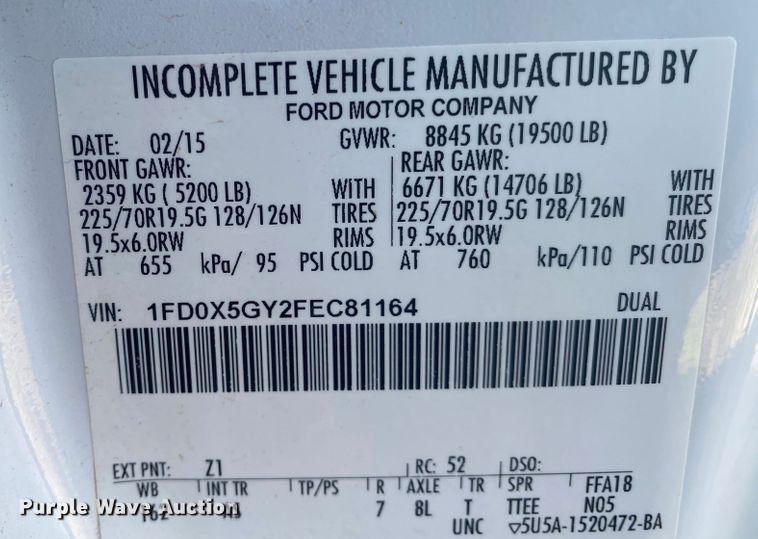 INCOMPLETE VEHICLE MANUFACTURED BY
FORD MOTOR COMPANY
DATE: 02/15 GVWR: 8845 KG (19500 LB)
FRONT GAWR: REAR GAWR:
2359 KG ( 5200 LB) WITH 6671 KG (14706 LB) WITH
225/70R19.5G 128/126N TIRES 225/70R19.5G 128/126N TIRES
19.5x6.0RW RIMS 19.5x6.0RW RIMS
AT 655 kPa/ 95 PSI COLD AT 760 kPa/110 PSI COLD
VIN: 1FD0X5GY2FEC81164 DUAL
EXT PNT: Z1 RC: 52 DSO:
WB INT TR TP/PS R AXLE TR SPR FFA18
162 7 8L T TTEE N05
UNC ▽5U5A-1520472-BA
Purple Wave Auction